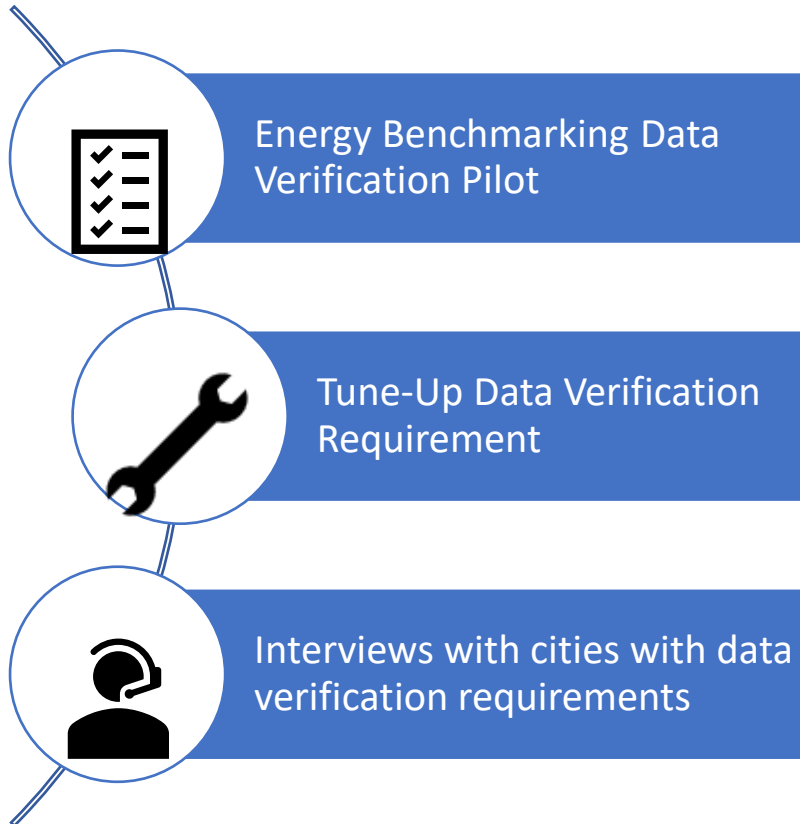 Energy Benchmarking Data
Verification Pilot
Tune-Up Data Verification
Requirement
Interviews with cities with data
verification requirements